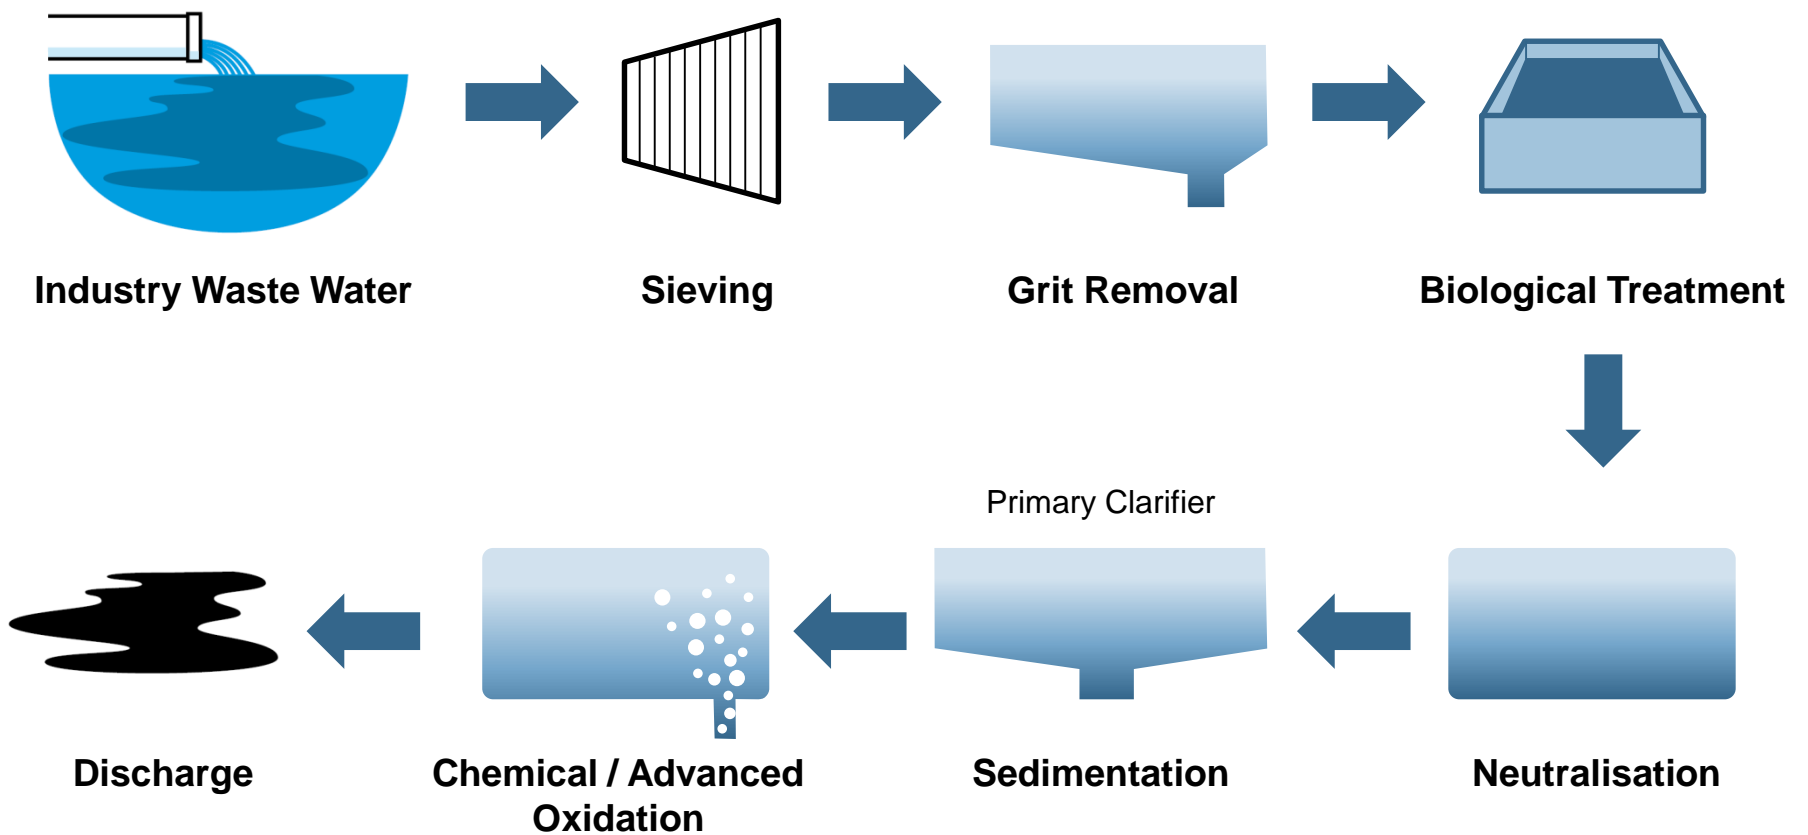 Industry Waste Water
Sieving
Grit Removal
Biological Treatment
Primary Clarifier
Discharge
Chemical / Advanced
Oxidation
Sedimentation
Neutralisation